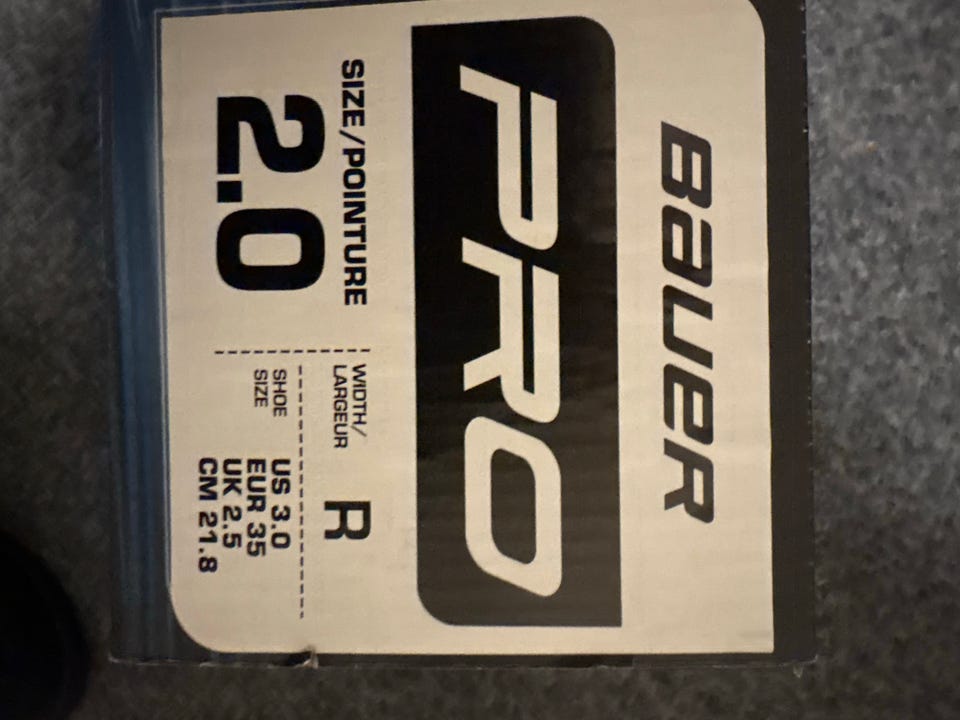 BAUER
PRO
SIZE/POINTURE
2.0
WIDTH/
LARGEUR
R
SHOE
SIZE
US 3.0
EUR 35
UK 2.5
CM 21.8